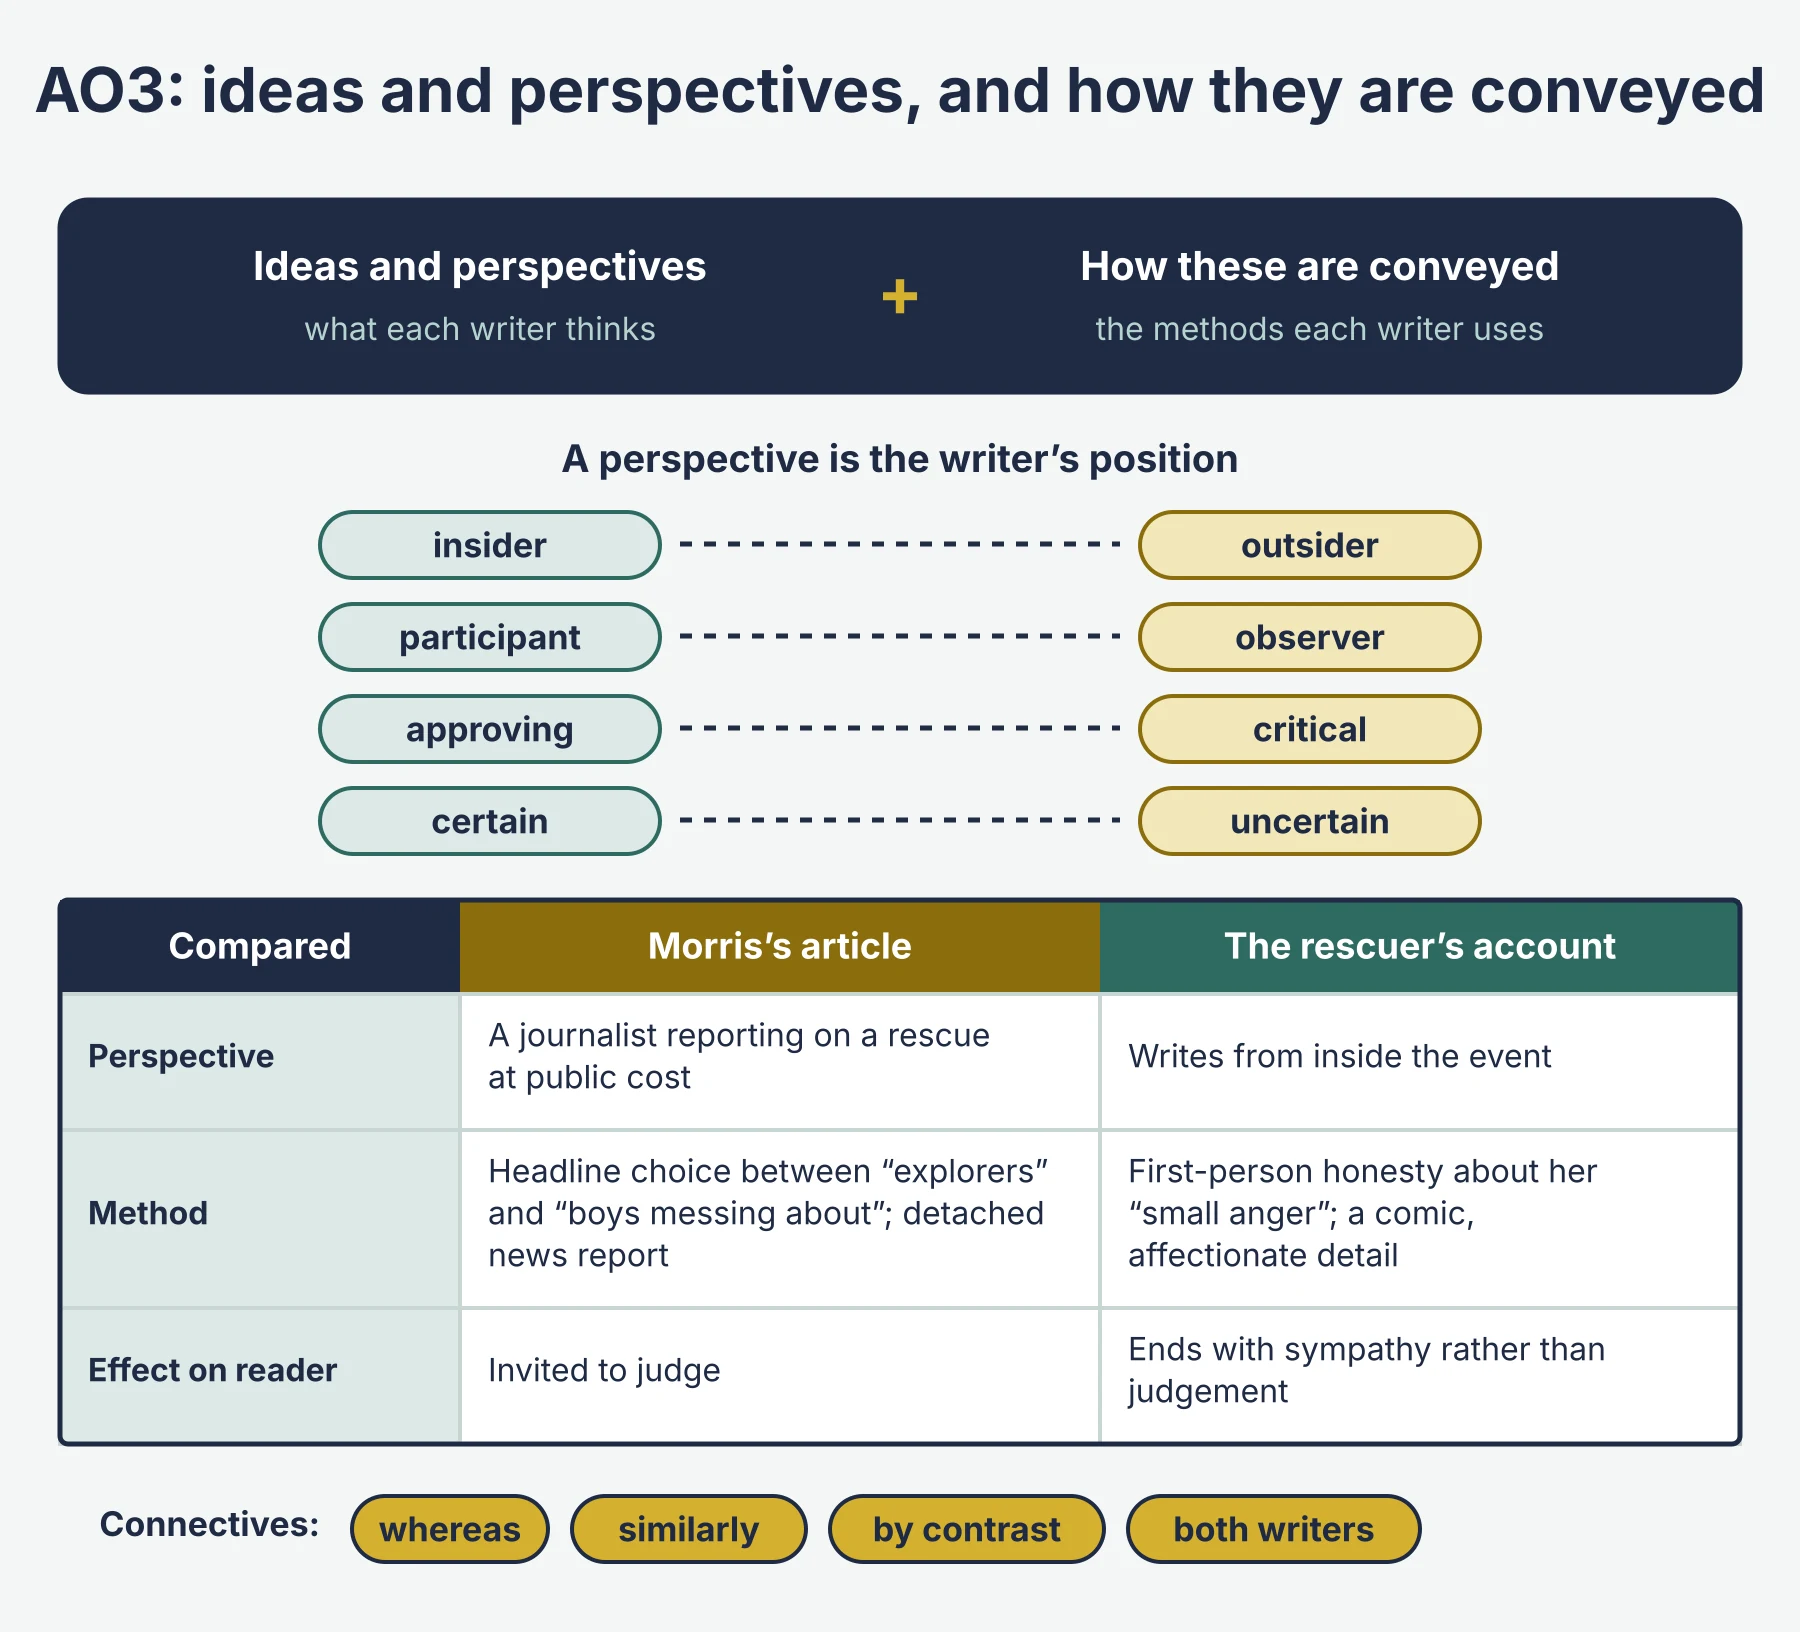 AO3: ideas and perspectives, and how they are conveyed
Ideas and perspectives
what each writer thinks
+
How these are conveyed
the methods each writer uses
A perspective is the writer’s position
insider
outsider
participant
observer
approving
critical
certain
uncertain
Compared
Morris’s article
The rescuer’s account
Perspective
A journalist reporting on a rescue
at public cost
Writes from inside the event
Method
Headline choice between “explorers”
and “boys messing about”; detached
news report
First-person honesty about her
“small anger”; a comic,
affectionate detail
Effect on reader
Invited to judge
Ends with sympathy rather than
judgement
Connectives:
whereas
similarly
by contrast
both writers